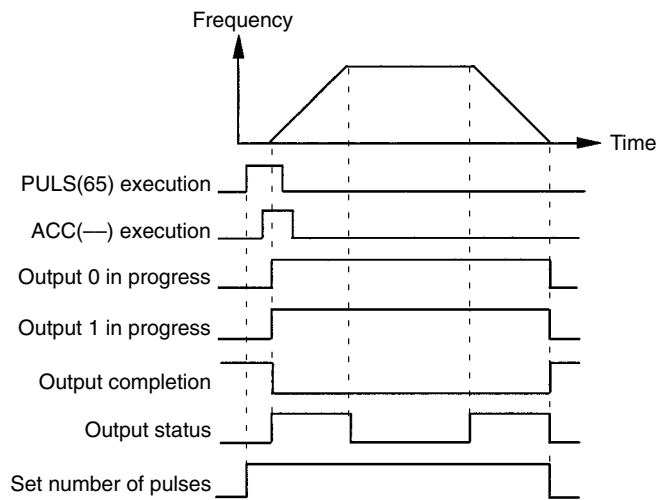 Frequency
Time
PULS(65) execution
ACC(––) execution
Output 0 in progress
Output 1 in progress
Output completion
Output status
Set number of pulses